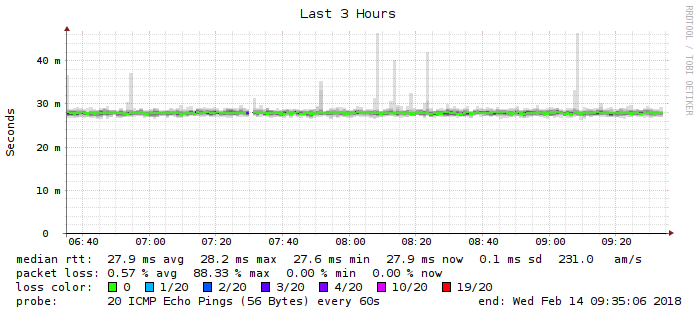 Last 3 Hours
RRDTOOL / TOBI OETIKER
Seconds
40 m
30 m
20 m
10 m
0
06:40 07:00 07:20 07:40 08:00 08:20 08:40 09:00 09:20
median rtt: 27.9 ms avg 28.2 ms max 27.6 ms min 27.9 ms now 0.1 ms sd 231.0 am/s
packet loss: 0.57 % avg 88.33 % max 0.00 % min 0.00 % now
loss color: 0 1/20 2/20 3/20 4/20 10/20 19/20
probe: 20 ICMP Echo Pings (56 Bytes) every 60s end: Wed Feb 14 09:35:06 2018